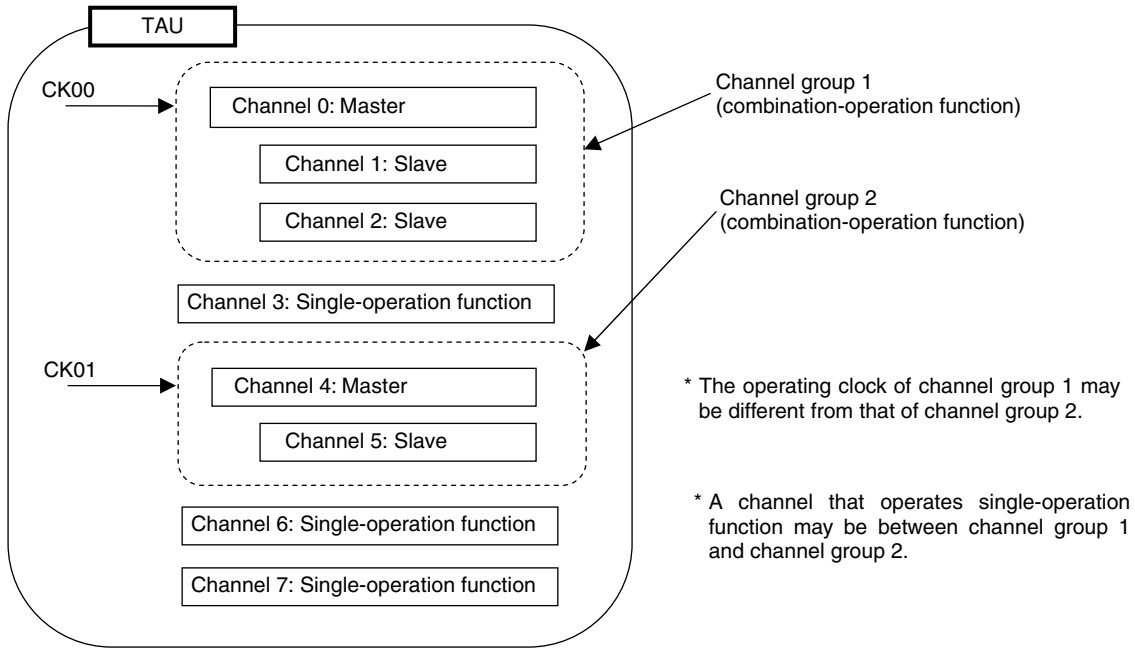 TAU
CK00
Channel 0: Master
Channel 1: Slave
Channel 2: Slave
Channel group 1
(combination-operation function)
Channel group 2
(combination-operation function)
Channel 3: Single-operation function
CK01
Channel 4: Master
Channel 5: Slave
* The operating clock of channel group 1 may
be different from that of channel group 2.
Channel 6: Single-operation function
Channel 7: Single-operation function
* A channel that operates single-operation
function may be between channel group 1
and channel group 2.